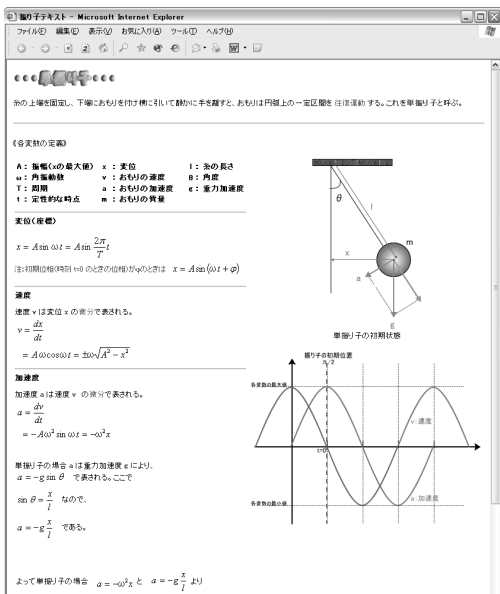 振り子テキスト - Microsoft Internet Explorer
ファイル(F) 編集(E) 表示(V) お気に入り(A) ツール(T) ヘルプ(H)
糸の上端を固定し、下端におもりを付け横に引いて静かに手を離すと、おもりは円弧上の一定区間を往復運動する。これを単振り子と呼ぶ。
《各変数の定義》
A：振幅(xの最大値) x：変位 l：糸の長さ
ω：角振動数 v：おもりの速度 θ：角度
T：周期 a：おもりの加速度 g：重力加速度
t：定性的な時点 m：おもりの質量
変位(座標)
x = A sin ωt = A sin 2π/T t
注:初期位相(時刻 t=0 のときの位相)がφのときは x = A sin(ωt + φ)
速度
速度 v は変位 x の微分で表される。
v = dx/dt
= Aω cos ωt = ±ω√A² − x²
加速度
加速度 a は速度 v の微分で表される。
a = dv/dt
= −Aω² sin ωt = −ω²x
単振り子の場合 a は重力加速度 g により、
a = −g sin θ で表される。ここで
sin θ = x/l なので、
a = −g x/l である。
よって単振り子の場合 a = −ω²x と a = −g x/l より
θ
l
m
x
a
g
単振り子の初期状態
振り子の初期位置
π/2
各変数の最大値
v:速度
t=0
a:加速度
各変数の最小値